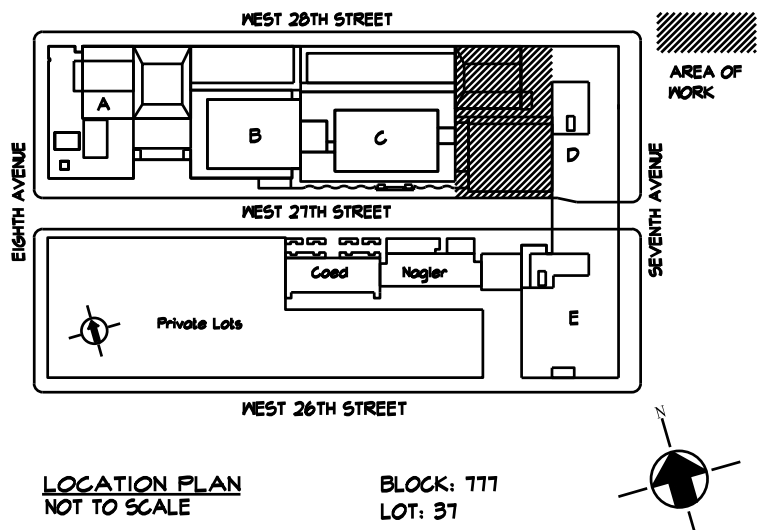 WEST 28TH STREET
AREA OF
WORK
A
B
C
D
EIGHTH AVENUE
SEVENTH AVENUE
WEST 27TH STREET
Coed
Nagler
Private Lots
E
WEST 26TH STREET
N
LOCATION PLAN
NOT TO SCALE
BLOCK: 777
LOT: 37